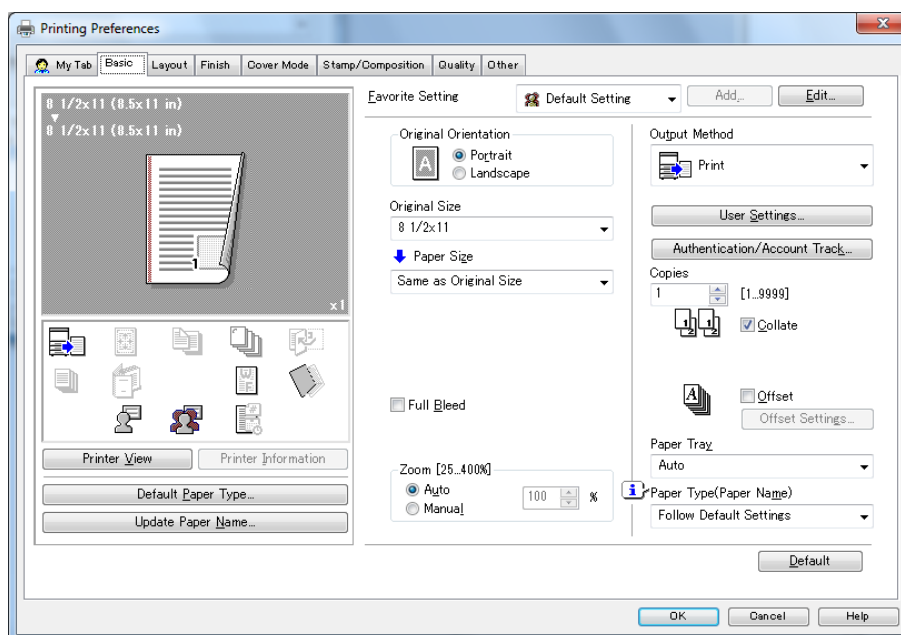 Printing Preferences
My Tab Basic Layout Finish Cover Mode Stamp/Composition Quality Other
8 1/2x11 (8.5x11 in)
8 1/2x11 (8.5x11 in)
1
x1
Printer View Printer Information
Default Paper Type...
Update Paper Name...
Favorite Setting Default Setting Add... Edit...
Original Orientation
A
Portrait
Landscape
Original Size
8 1/2x11
Paper Size
Same as Original Size
Full Bleed
Zoom [25...400%]
Auto
Manual
100 %
Output Method
Print
User Settings...
Authentication/Account Track...
Copies
1 [1...9999]
Collate
A
Offset
Offset Settings...
Paper Tray
Auto
Paper Type(Paper Name)
Follow Default Settings
Default
OK Cancel Help